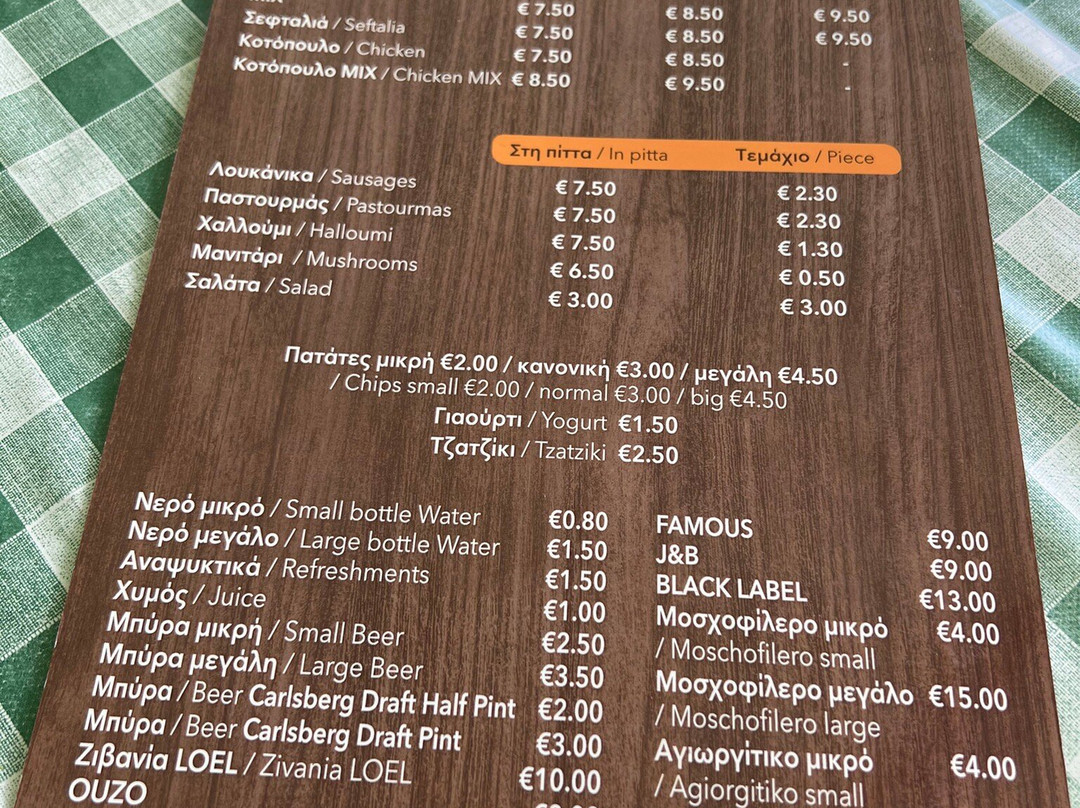 € 7.50 € 8.50 € 9.50
Σεφταλιά / Seftalia € 7.50 € 8.50 € 9.50
Κοτόπουλο / Chicken € 7.50 € 8.50 -
Κοτόπουλο MIX / Chicken MIX € 8.50 € 9.50 -
Στη πίττα / In pitta Τεμάχιο / Piece
Λουκάνικα / Sausages € 7.50 € 2.30
Παστουρμάς / Pastourmas € 7.50 € 2.30
Χαλλούμι / Halloumi € 7.50 € 1.30
Μανιτάρι / Mushrooms € 6.50 € 0.50
Σαλάτα / Salad € 3.00 € 3.00
Πατάτες μικρή €2.00 / κανονική €3.00 / μεγάλη €4.50
/ Chips small €2.00 / normal €3.00 / big €4.50
Γιαούρτι / Yogurt €1.50
Τζατζίκι / Tzatziki €2.50
Νερό μικρό / Small bottle Water €0.80
Νερό μεγάλο / Large bottle Water €1.50
Αναψυκτικά / Refreshments €1.50
Χυμός / Juice €1.00
Μπύρα μικρή / Small Beer €2.50
Μπύρα μεγάλη / Large Beer €3.50
Μπύρα / Beer Carlsberg Draft Half Pint €2.00
Μπύρα / Beer Carlsberg Draft Pint €3.00
Ζιβανία LOEL / Zivania LOEL €10.00
OUZO
FAMOUS €9.00
J&B €9.00
BLACK LABEL €13.00
Μοσχοφίλερο μικρό €4.00
/ Moschofilero small
Μοσχοφίλερο μεγάλο €15.00
/ Moschofilero large
Αγιωργίτικο μικρό €4.00
/ Agiorgitiko small